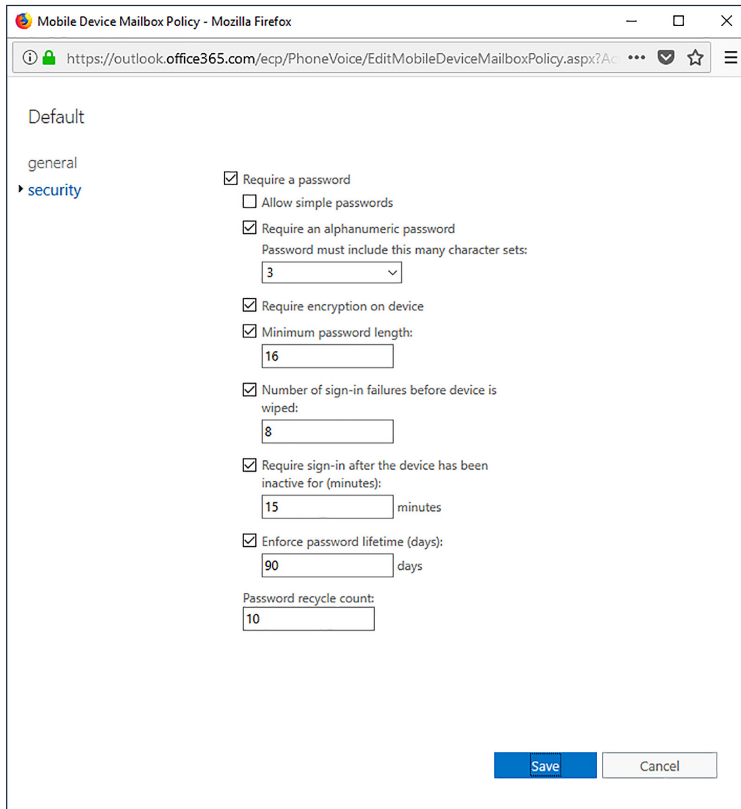 Mobile Device Mailbox Policy - Mozilla Firefox
https://outlook.office365.com/ecp/PhoneVoice/EditMobileDeviceMailboxPolicy.aspx?Ac
Default
general
security
Require a password
Allow simple passwords
Require an alphanumeric password
Password must include this many character sets:
3
Require encryption on device
Minimum password length:
16
Number of sign-in failures before device is
wiped:
8
Require sign-in after the device has been
inactive for (minutes):
15 minutes
Enforce password lifetime (days):
90 days
Password recycle count:
10
Save Cancel